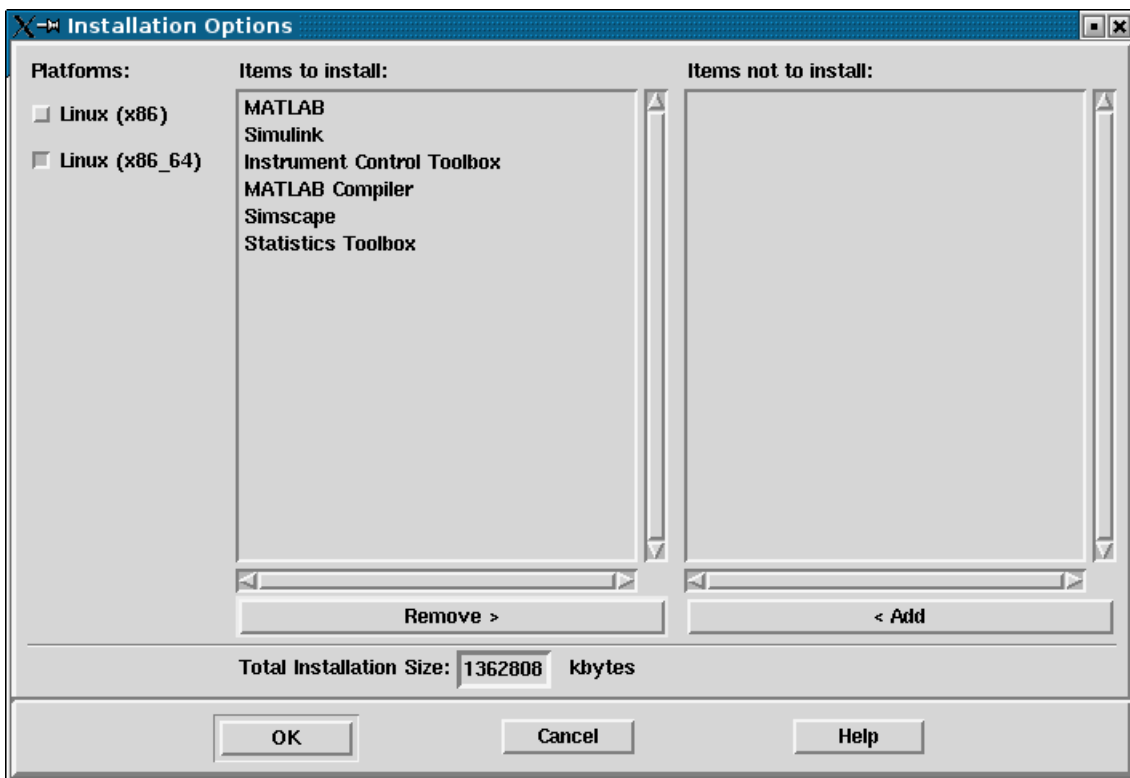 Installation Options
Platforms:
Linux (x86)
Linux (x86_64)
Items to install:
MATLAB
Simulink
Instrument Control Toolbox
MATLAB Compiler
Simscape
Statistics Toolbox
Remove >
Items not to install:
< Add
Total Installation Size: 1362808 kbytes
OK Cancel Help